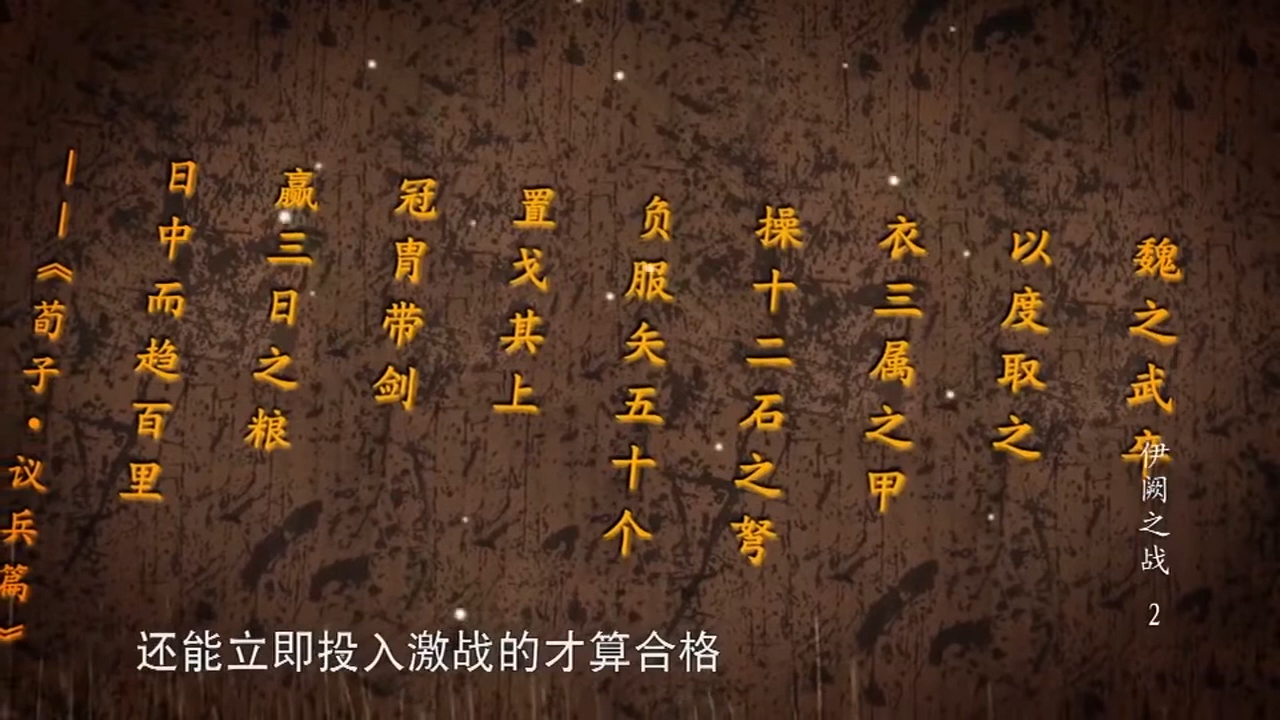 魏之武卒
以度取之
衣三属之甲
操十二石之弩
负服矢五十个
置戈其上
冠胄带剑
赢三日之粮
日中而趋百里
——《荀子·议兵篇》
伊阙之战 2
还能立即投入激战的才算合格